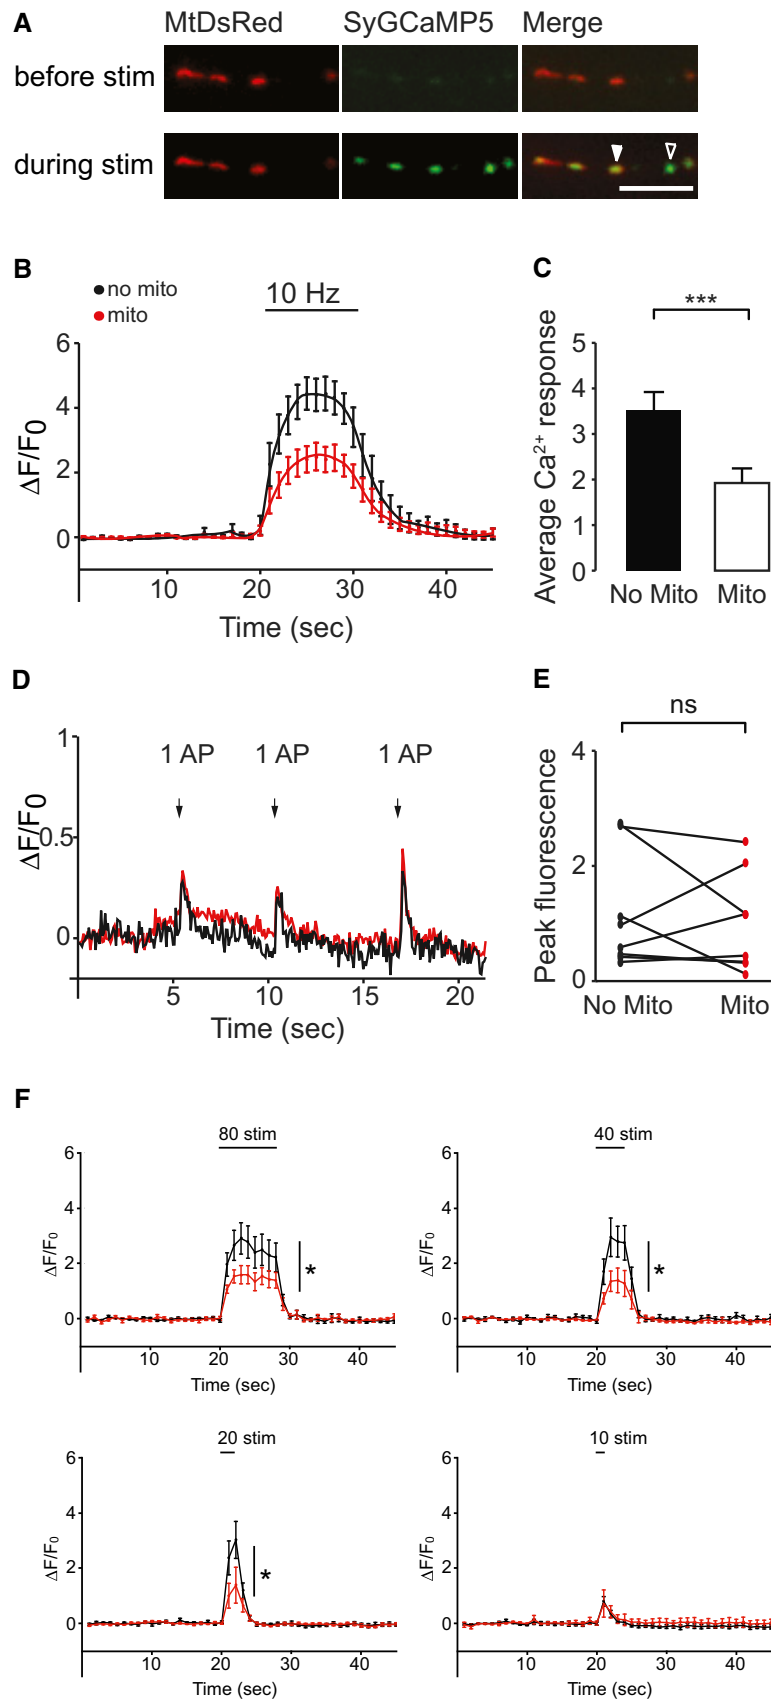 A
MtDsRed SyGCaMP5 Merge
before stim
during stim
B
no mito
mito
10 Hz
6
4
2
0
ΔF/F0
10 20 30 40
Time (sec)
C
***
Average Ca2+ response
5
4
3
2
1
0
No Mito Mito
D
1
0.5
0
ΔF/F0
1 AP 1 AP 1 AP
5 10 15 20
Time (sec)
E
ns
Peak fluorescence
4
2
0
No Mito Mito
F
80 stim
6
4
2
0
ΔF/F0
*
10 20 30 40
Time (sec)
40 stim
6
4
2
0
ΔF/F0
*
10 20 30 40
Time (sec)
20 stim
6
4
2
0
ΔF/F0
*
10 20 30 40
Time (sec)
10 stim
6
4
2
0
ΔF/F0
10 20 30 40
Time (sec)